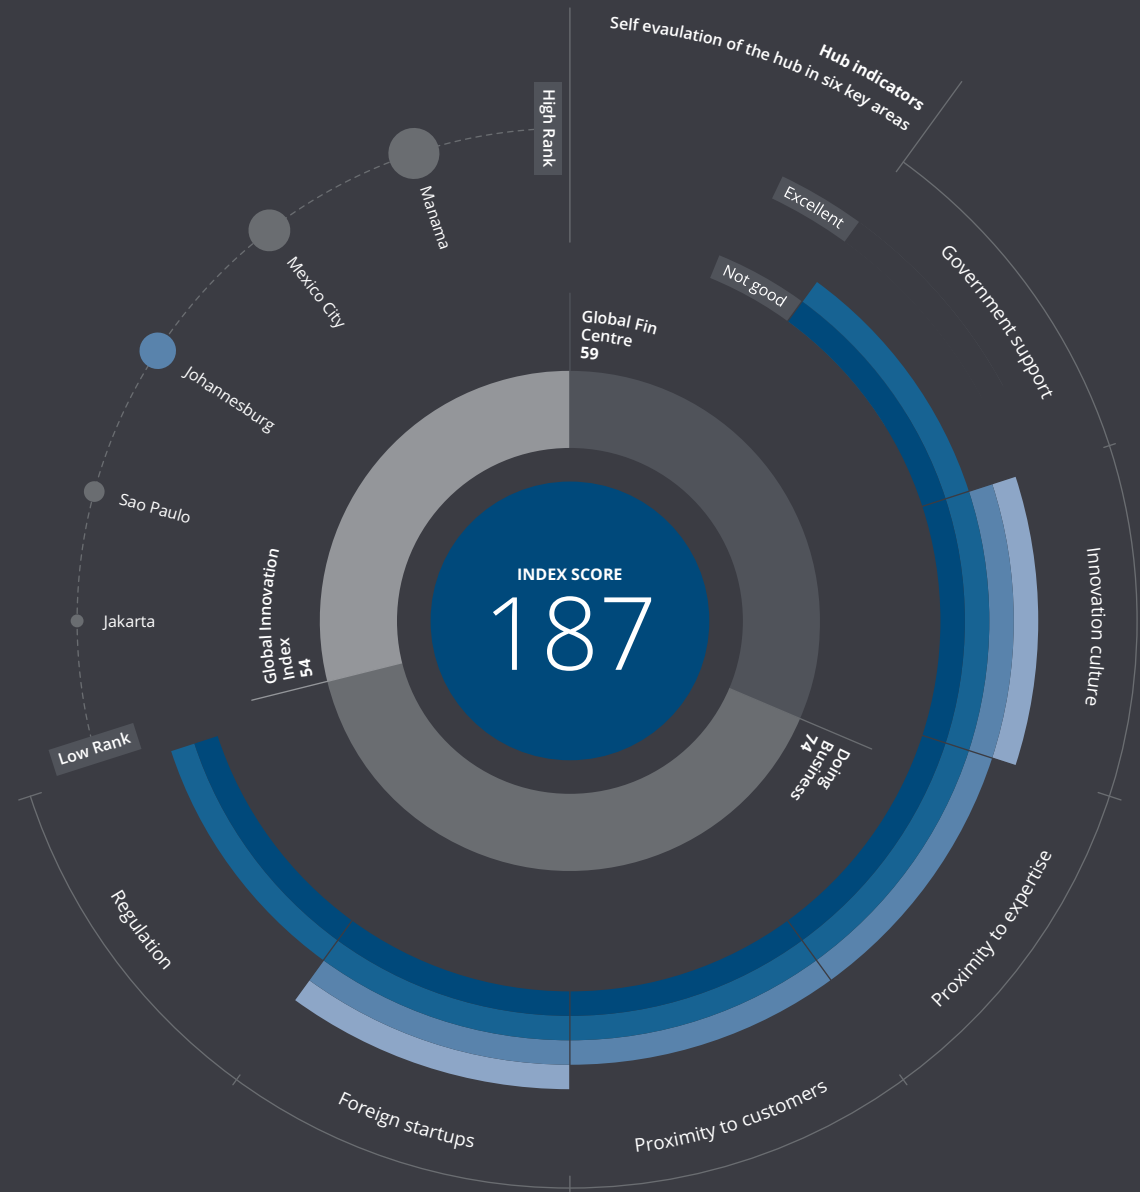 Hub indicators
Self evaulation of the hub in six key areas
High Rank
Manama
Mexico City
Johannesburg
Sao Paulo
Jakarta
Low Rank
Excellent
Not good
Government support
Innovation culture
Proximity to expertise
Proximity to customers
Foreign startups
Regulation
Global Fin
Centre
59
Doing
Business
74
Global Innovation
Index
54
INDEX SCORE
187